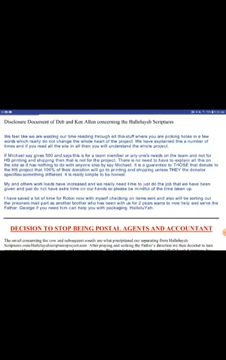 Disclosure Document of Deb and Ken Allen concerning the Hallelayah Scriptures
We feel like we are wasting our time reading through all this stuff where you are picking holes in a few
words which really do not change the whole heart of the project. We have explained this a number of
times and if you read all the site in all then you will understand the whole project.
If Michael say gives 500 and says this is for a team member or any one's needs on the team and not for
HS printing and shipping then that is not for the project. There is no need to have to explain all this on
the site as it has nothing to do with anyone else by say Michael. It is a guarantee to THOSE that donate to
the HS project that 100% of their donation will go to printing and shipping unless THEY the donator
specifies something different. It is really simple to be honest
My and others work loads have increased and we really need time to just do the job that we have been
given and just do not have extra time on our hands so please be mindful of the time taken up.
I have saved a lot of time for Robin now with myself checking on items sent and also will be sorting out
the prisoners mail part as another brother who has been with us for 2 years wants to now help and serve the
Father. George if you need him can help you with packaging. HalleluYah.
DECISION TO STOP BEING POSTAL AGENTS AND ACCOUNTANT
The email concerning the row and subsequent emails are what precipitated our separating from Hallelayah